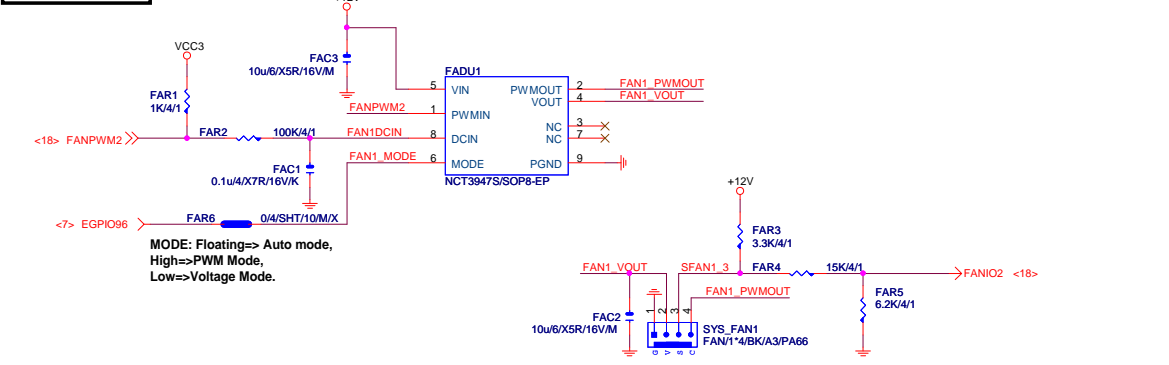 VCC3
FAC3
10u/6/X5R/16V/M
FADU1
FAR1
1K/4/1
5 VIN
PWMOUT 2 FAN1_PWMOUT
VOUT 4 FAN1_VOUT
FANPWM2 1 PWMIN
NC 3
<18> FANPWM2 FAR2 100K/4/1 FAN1DCIN 8 DCIN
NC 7
FAN1_MODE 6 MODE
PGND 9
FAC1
0.1u/4/X7R/16V/K
NCT3947S/SOP8-EP
<7> EGPIO96 FAR6 0/4/SHT/10/M/X
MODE: Floating=> Auto mode,
High=>PWM Mode,
Low=>Voltage Mode.
+12V
FAR3
3.3K/4/1
FAN1_VOUT SFAN1_3 FAR4 15K/4/1 FANIO2 <18>
FAN1_PWMOUT
FAR5
6.2K/4/1
FAC2
10u/6/X5R/16V/M
1 2 3 4
SYS_FAN1
FAN/1*4/BK/A3/PA66
G V S C